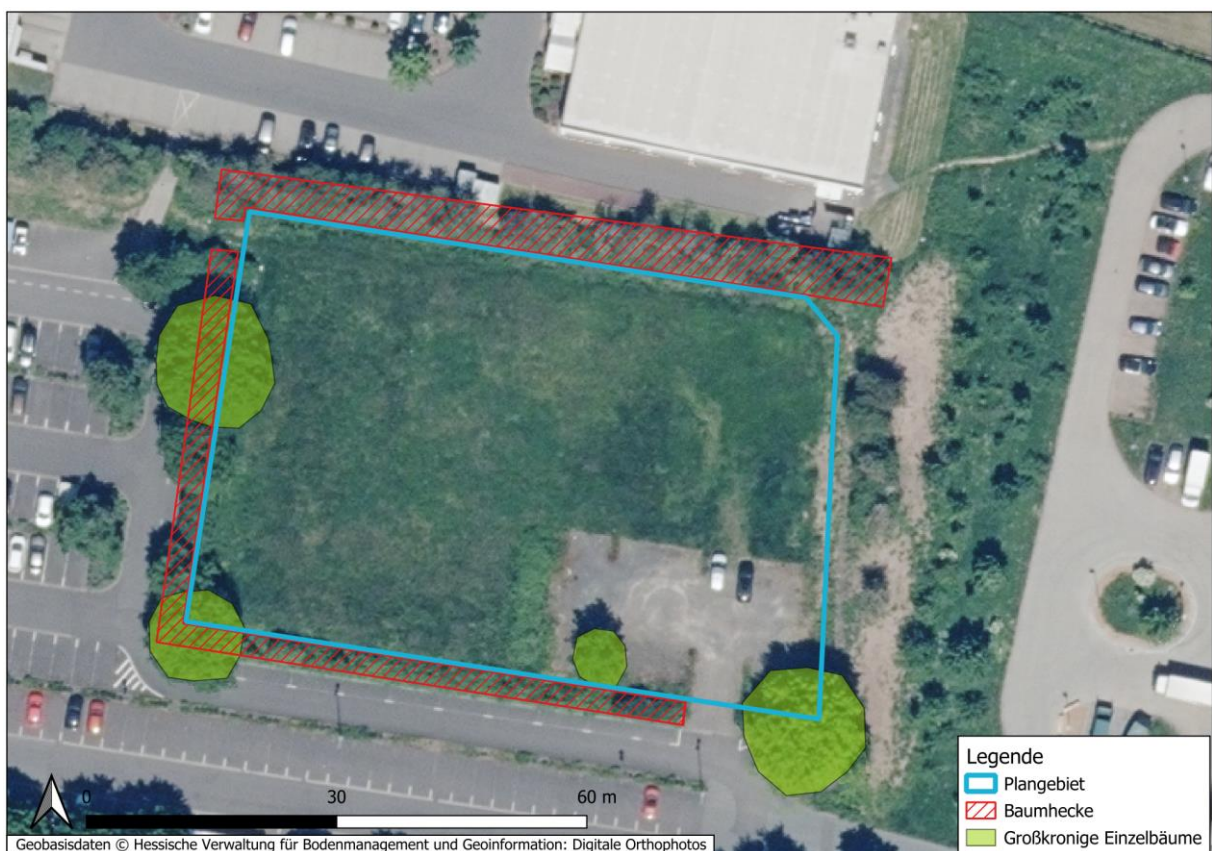 0 30 60 m
Legende
Plangebiet
Baumhecke
Großkronige Einzelbäume
Geobasisdaten © Hessische Verwaltung für Bodenmanagement und Geoinformation: Digitale Orthophotos